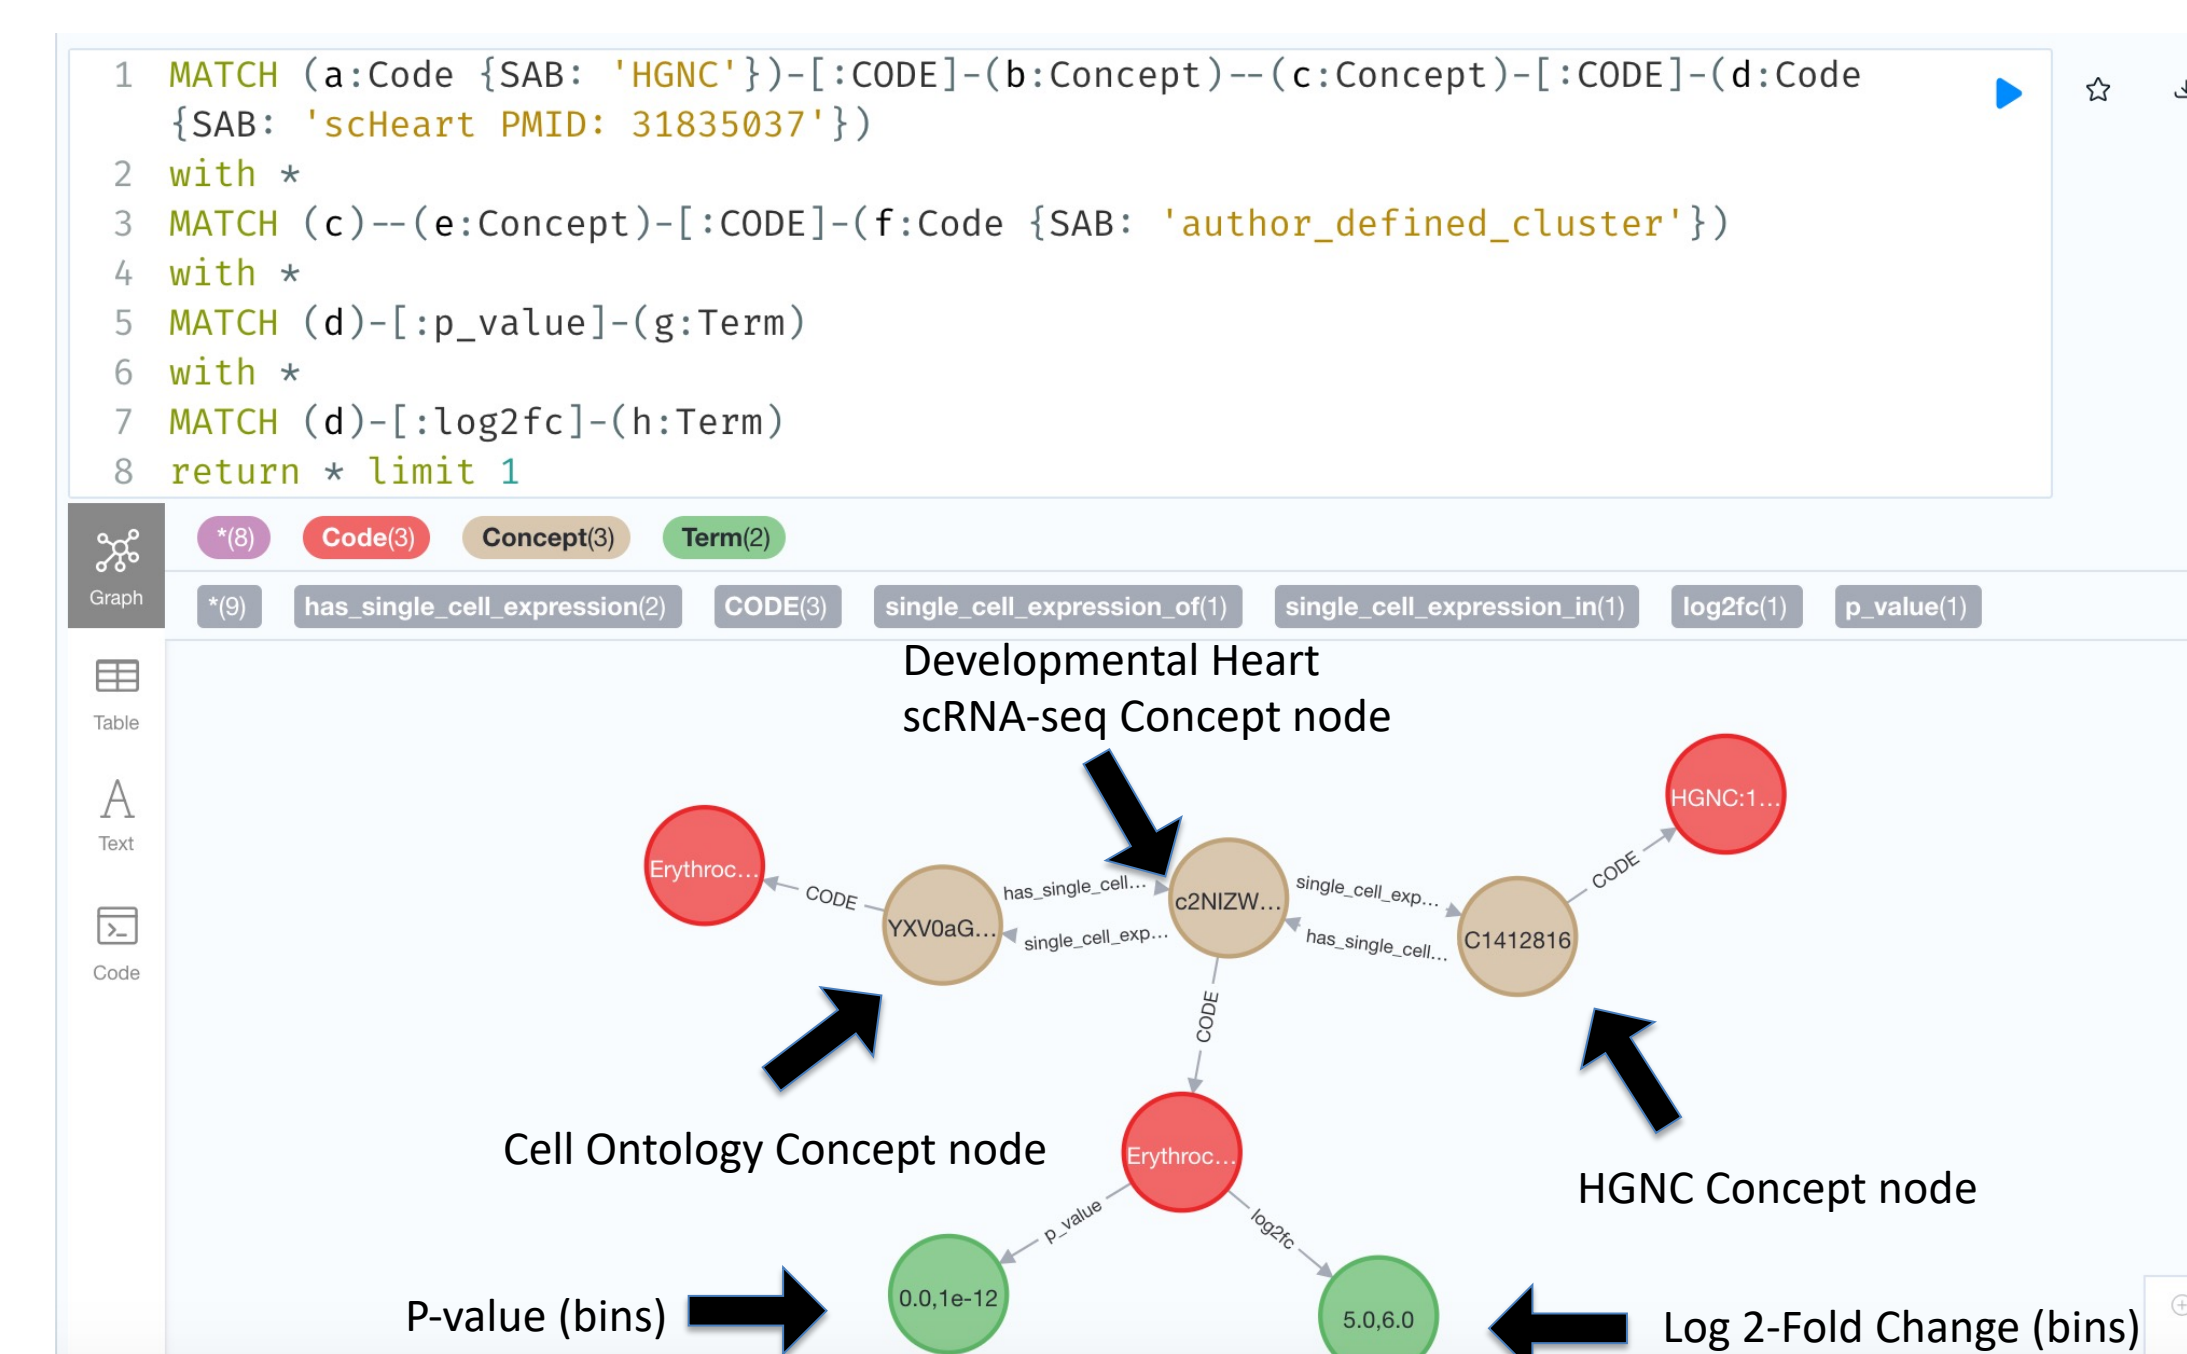 1 MATCH (a:Code {SAB: 'HGNC'})-[:CODE]-(b:Concept)--(c:Concept)-[:CODE]-(d:Code
{SAB: 'scHeart PMID: 31835037'})
2 with *
3 MATCH (c)--(e:Concept)-[:CODE]-(f:Code {SAB: 'author_defined_cluster'})
4 with *
5 MATCH (d)-[:p_value]-(g:Term)
6 with *
7 MATCH (d)-[:log2fc]-(h:Term)
8 return * limit 1
*(8) Code(3) Concept(3) Term(2)
Graph
*(9) has_single_cell_expression(2) CODE(3) single_cell_expression_of(1) single_cell_expression_in(1) log2fc(1) p_value(1)
Table
A
Text
Code
Developmental Heart
scRNA-seq Concept node
HGNC:1...
Erythroc...
CODE
CODE
YXV0aG...
has_single_cell...
single_cell_exp...
c2NIZW...
single_cell_exp...
has_single_cell...
C1412816
CODE
Cell Ontology Concept node
Erythroc...
HGNC Concept node
p_value
log2fc
0.0,1e-12
5.0,6.0
P-value (bins)
Log 2-Fold Change (bins)